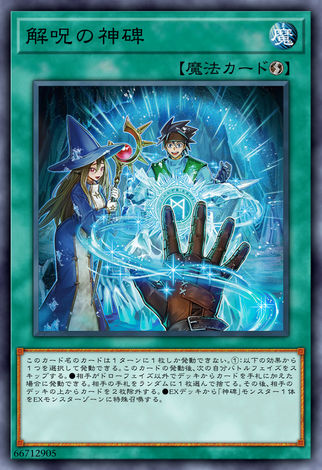 解呪の神碑
魔
【魔法カード】
このカード名のカードは1ターンに1枚しか発動できない。①:以下の効果から
1つを選択して発動できる。このカードの発動後、次の自分バトルフェイズをス
キップする。●相手がドローフェイズ以外でデッキからカードを手札に加えた
場合に発動できる。相手の手札をランダムに1枚選んで捨てる。その後、相手の
デッキの上からカードを2枚除外する。●EXデッキから「神碑」モンスター1体
をEXモンスターゾーンに特殊召喚する。
66712905